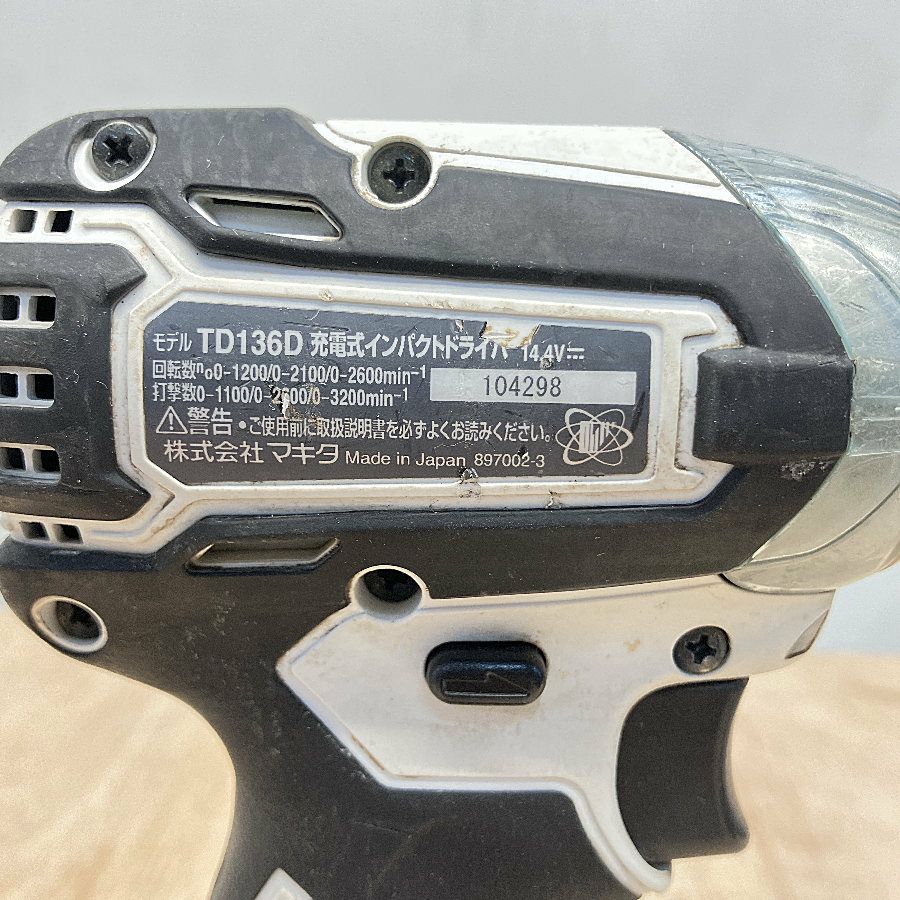 モデル TD136D 充電式インパクトドライバ 14.4V⎓
回転数n₀0-1200/0-2100/0-2600min⁻¹
打撃数0-1100/0-2600/0-3200min⁻¹
104298
⚠警告・ご使用前に取扱説明書を必ずよくお読みください。
株式会社 マキタ Made in Japan 897002-3